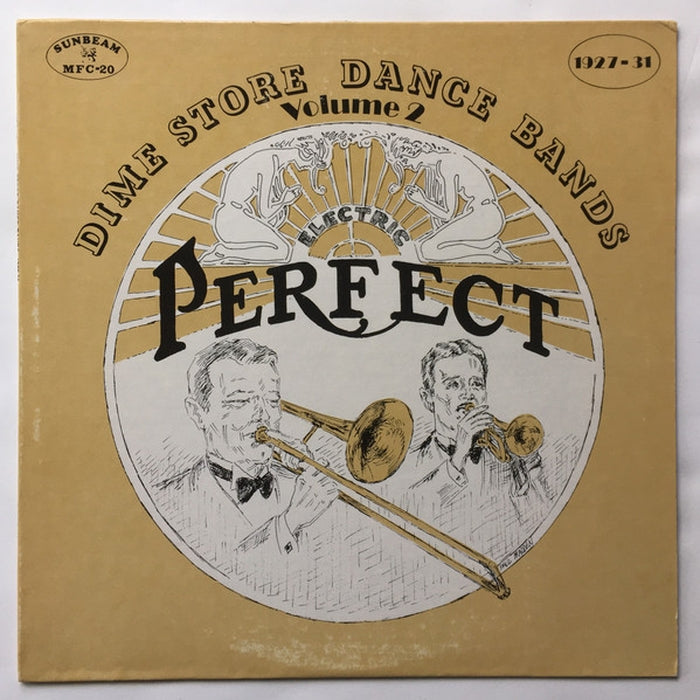 SUNBEAM
MFC-20
1927-31
DIME STORE DANCE BANDS
Volume 2
ELECTRIC
PERFECT